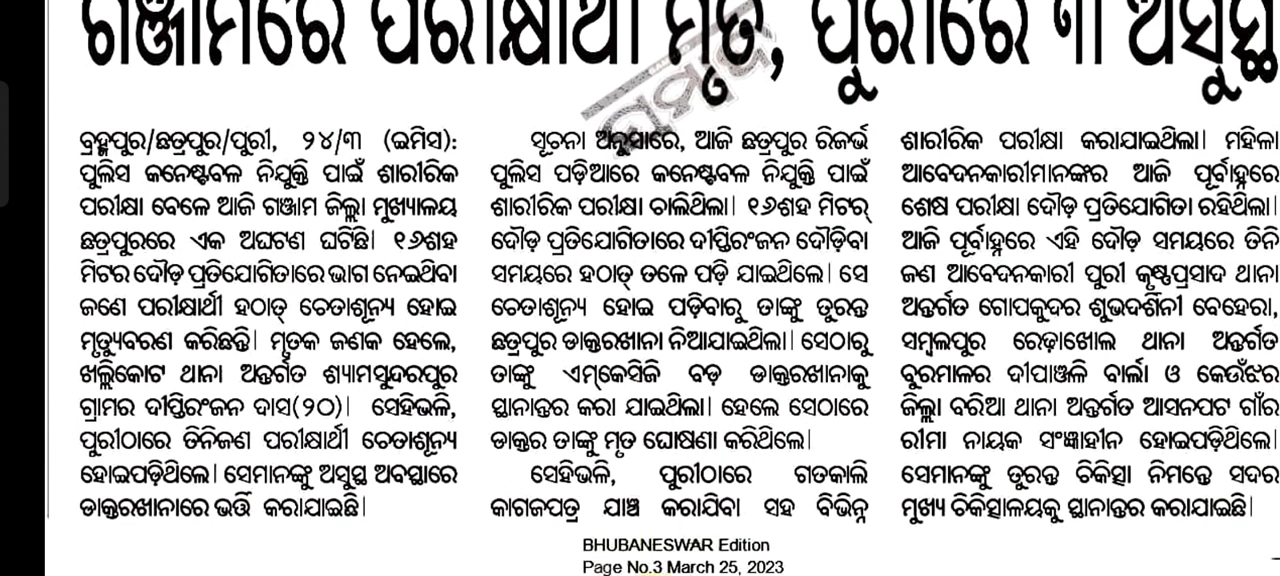 ଗଞ୍ଜାମରେ ପରୀକ୍ଷାର୍ଥୀ ମୃତ, ପୁରୀରେ ୩ ଅସୁସ୍ଥ
ବ୍ରହ୍ମପୁର/ଛତ୍ରପୁର/ପୁରୀ, ୨୪/୩ (ଇମିସ):
ପୁଲିସ କନେଷ୍ଟବଳ ନିଯୁକ୍ତି ପାଇଁ ଶାରୀରିକ
ପରୀକ୍ଷା ବେଳେ ଆଜି ଗଞ୍ଜାମ ଜିଲ୍ଲା ମୁଖ୍ୟାଳୟ
ଛତ୍ରପୁରରେ ଏକ ଅଘଟଣ ଘଟିଛି। ୧୬ଶହ
ମିଟର ଦୌଡ଼ ପ୍ରତିଯୋଗିତାରେ ଭାଗ ନେଇଥିବା
ଜଣେ ପରୀକ୍ଷାର୍ଥୀ ହଠାତ୍ ଚେତାଶୂନ୍ୟ ହୋଇ
ମୃତ୍ୟୁବରଣ କରିଛନ୍ତି। ମୃତକ ଜଣକ ହେଲେ,
ଖଲ୍ଲିକୋଟ ଥାନା ଅନ୍ତର୍ଗତ ଶ୍ୟାମସୁନ୍ଦରପୁର
ଗ୍ରାମର ଦୀପ୍ତିରଂଜନ ଦାସ(୨୦)। ସେହିଭଳି,
ପୁରୀଠାରେ ତିନିଜଣ ପରୀକ୍ଷାର୍ଥୀ ଚେତାଶୂନ୍ୟ
ହୋଇପଡ଼ିଥିଲେ। ସେମାନଙ୍କୁ ଅସୁସ୍ଥ ଅବସ୍ଥାରେ
ଡାକ୍ତରଖାନାରେ ଭର୍ତ୍ତି କରାଯାଇଛି।
ସୂଚନା ଅନୁସାରେ, ଆଜି ଛତ୍ରପୁର ରିଜର୍ଭ
ପୁଲିସ ପଡ଼ିଆରେ କନେଷ୍ଟବଳ ନିଯୁକ୍ତି ପାଇଁ
ଶାରୀରିକ ପରୀକ୍ଷା ଚାଲିଥିଲା। ୧୬ଶହ ମିଟର୍
ଦୌଡ଼ ପ୍ରତିଯୋଗିତାରେ ଦୀପ୍ତିରଂଜନ ଦୌଡ଼ିବା
ସମୟରେ ହଠାତ୍ ତଳେ ପଡ଼ି ଯାଇଥିଲେ। ସେ
ଚେତାଶୂନ୍ୟ ହୋଇ ପଡ଼ିବାରୁ ତାଙ୍କୁ ତୁରନ୍ତ
ଛତ୍ରପୁର ଡାକ୍ତରଖାନା ନିଆଯାଇଥିଲା। ସେଠାରୁ
ତାଙ୍କୁ ଏମ୍‌କେସିଜି ବଡ଼ ଡାକ୍ତରଖାନାକୁ
ସ୍ଥାନାନ୍ତର କରା ଯାଇଥିଲା। ହେଲେ ସେଠାରେ
ଡାକ୍ତର ତାଙ୍କୁ ମୃତ ଘୋଷଣା କରିଥିଲେ।
ସେହିଭଳି, ପୁରୀଠାରେ ଗତକାଲି
କାଗଜପତ୍ର ଯାଞ୍ଚ କରାଯିବା ସହ ବିଭିନ୍ନ
ଶାରୀରିକ ପରୀକ୍ଷା କରାଯାଇଥିଲା। ମହିଳା
ଆବେଦନକାରୀମାନଙ୍କର ଆଜି ପୂର୍ବାହ୍ନରେ
ଶେଷ ପରୀକ୍ଷା ଦୌଡ଼ ପ୍ରତିଯୋଗିତା ରହିଥିଲା।
ଆଜି ପୂର୍ବାହ୍ନରେ ଏହି ଦୌଡ଼ ସମୟରେ ତିନି
ଜଣ ଆବେଦନକାରୀ ପୁରୀ କୃଷ୍ଣପ୍ରସାଦ ଥାନା
ଅନ୍ତର୍ଗତ ଗୋପକୁଦର ଶୁଭଦର୍ଶିନୀ ବେହେରା,
ସମ୍ବଲପୁର ରେଢ଼ାଖୋଲ ଥାନା ଅନ୍ତର୍ଗତ
ବୁରମାଳର ଦୀପାଞ୍ଜଳି ବାର୍ଲା ଓ କେଉଁଝର
ଜିଲ୍ଲା ବରିଆ ଥାନା ଅନ୍ତର୍ଗତ ଆସନପଟ ଗାଁର
ରୀମା ନାୟକ ସଂଜ୍ଞାହୀନ ହୋଇପଡ଼ିଥିଲେ।
ସେମାନଙ୍କୁ ତୁରନ୍ତ ଚିକିତ୍ସା ନିମନ୍ତେ ସଦର
ମୁଖ୍ୟ ଚିକିତ୍ସାଳୟକୁ ସ୍ଥାନାନ୍ତର କରାଯାଇଛି।
BHUBANESWAR Edition
Page No.3 March 25, 2023